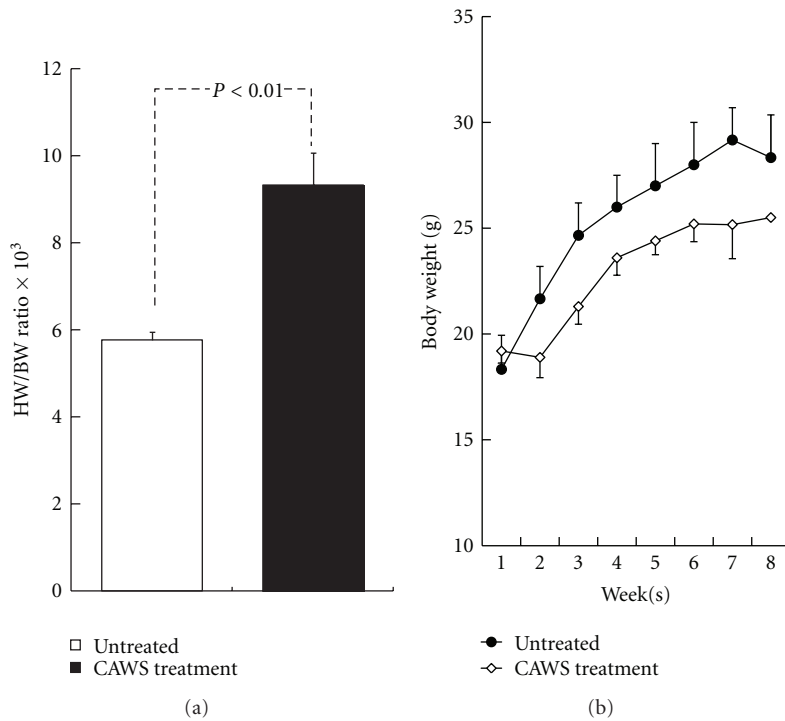 12
10
8
6
4
2
0
HW/BW ratio × 10³
P < 0.01
Untreated
CAWS treatment
(a)
35
30
25
20
15
10
Body weight (g)
1 2 3 4 5 6 7 8
Week(s)
Untreated
CAWS treatment
(b)